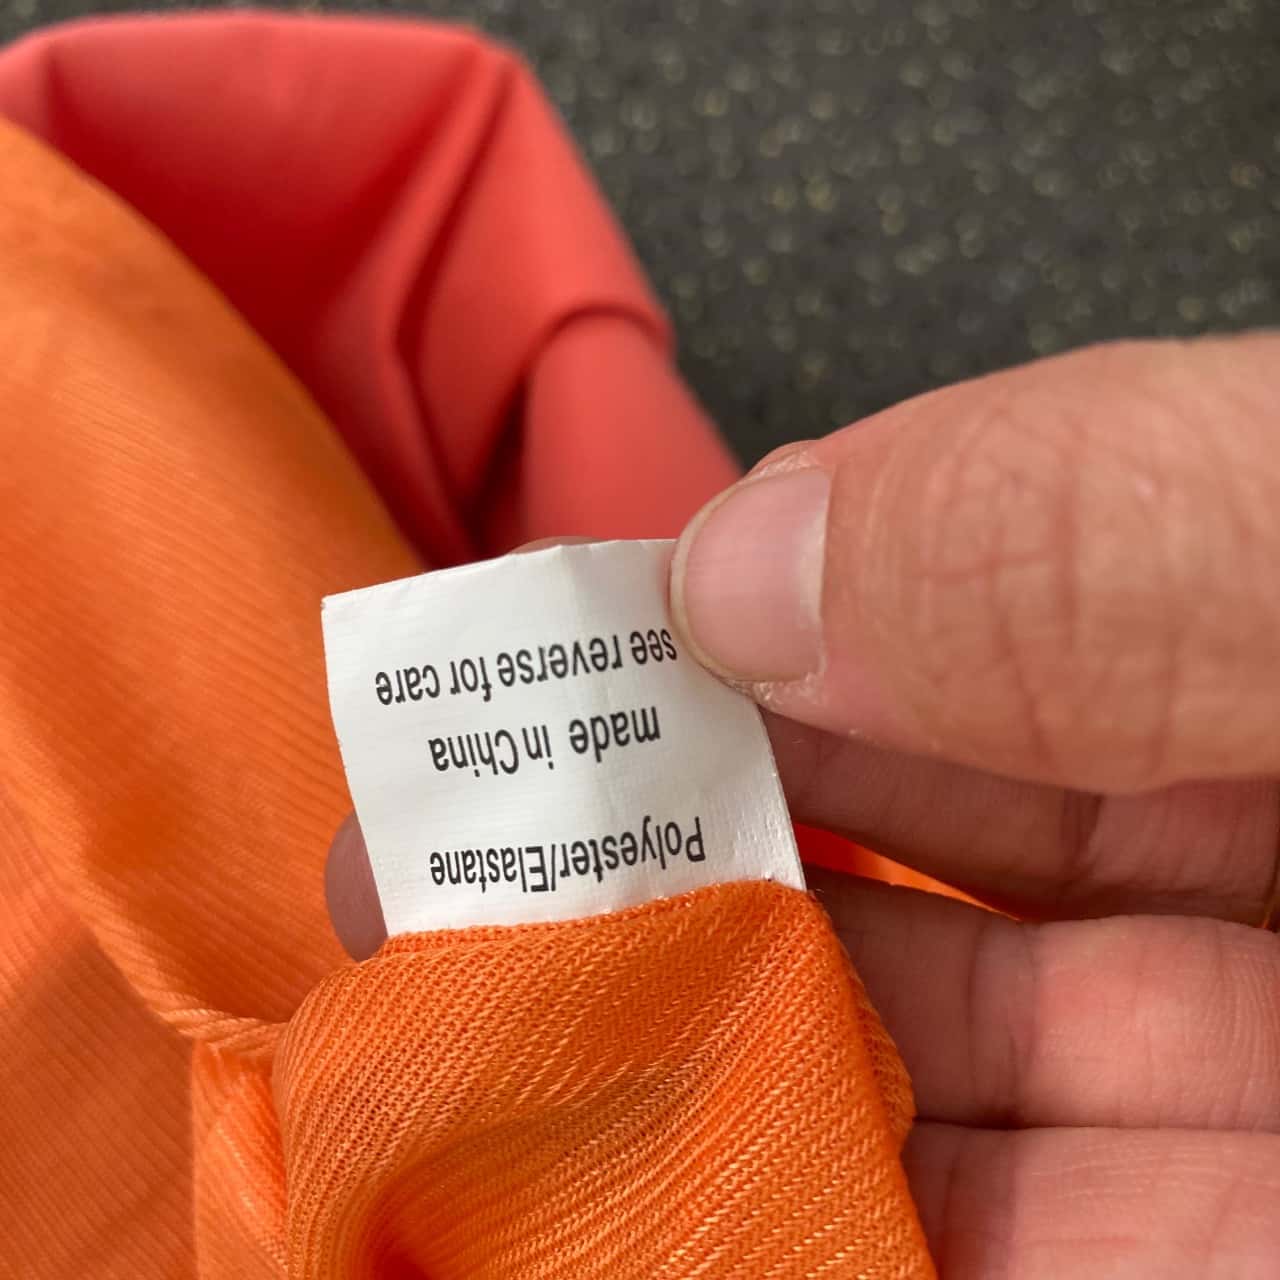 Polyester/Elastane
made in China
see reverse for care